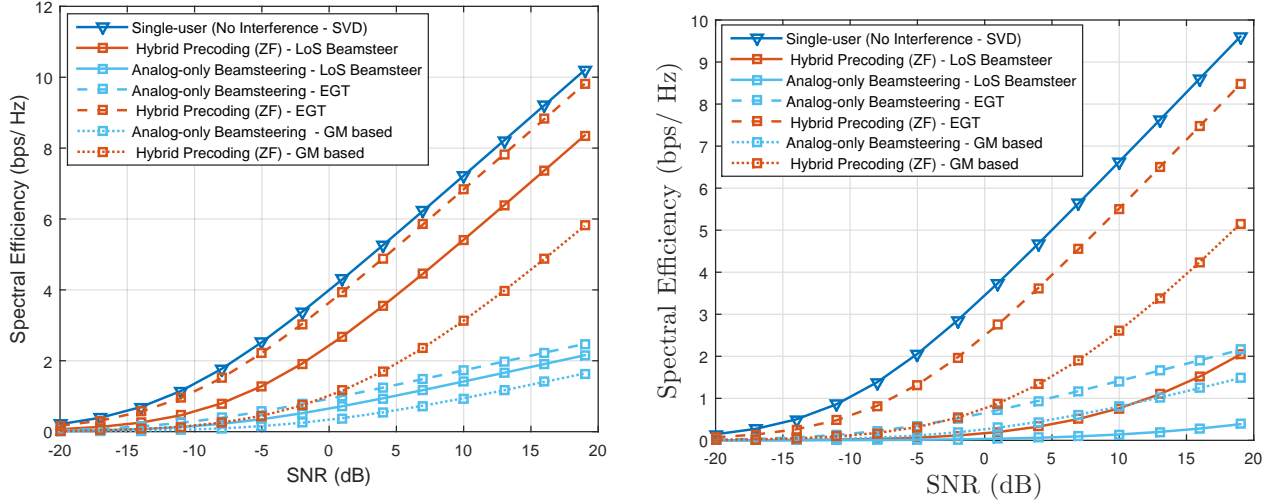 12
10
8
6
4
2
0
Spectral Efficiency (bps/ Hz)
Single-user (No Interference - SVD)
Hybrid Precoding (ZF) - LoS Beamsteer
Analog-only Beamsteering - LoS Beamsteer
Analog-only Beamsteering - EGT
Hybrid Precoding (ZF) - EGT
Analog-only Beamsteering - GM based
Hybrid Precoding (ZF) - GM based
-20 -15 -10 -5 0 5 10 15 20
SNR (dB)
10
9
8
7
6
5
4
3
2
1
0
Spectral Efficiency (bps/ Hz)
Single-user (No Interference - SVD)
Hybrid Precoding (ZF) - LoS Beamsteer
Analog-only Beamsteering - LoS Beamsteer
Analog-only Beamsteering - EGT
Hybrid Precoding (ZF) - EGT
Analog-only Beamsteering - GM based
Hybrid Precoding (ZF) - GM based
-20 -15 -10 -5 0 5 10 15 20
SNR (dB)